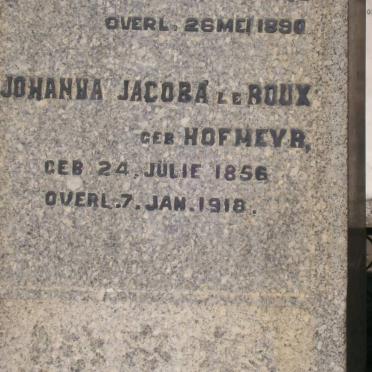 OVERL. 26 MEI 1890
JOHANNA JACOBA LE ROUX
GEB HOFMEYR,
GEB 24. JULIE 1856
OVERL. 7. JAN. 1918.